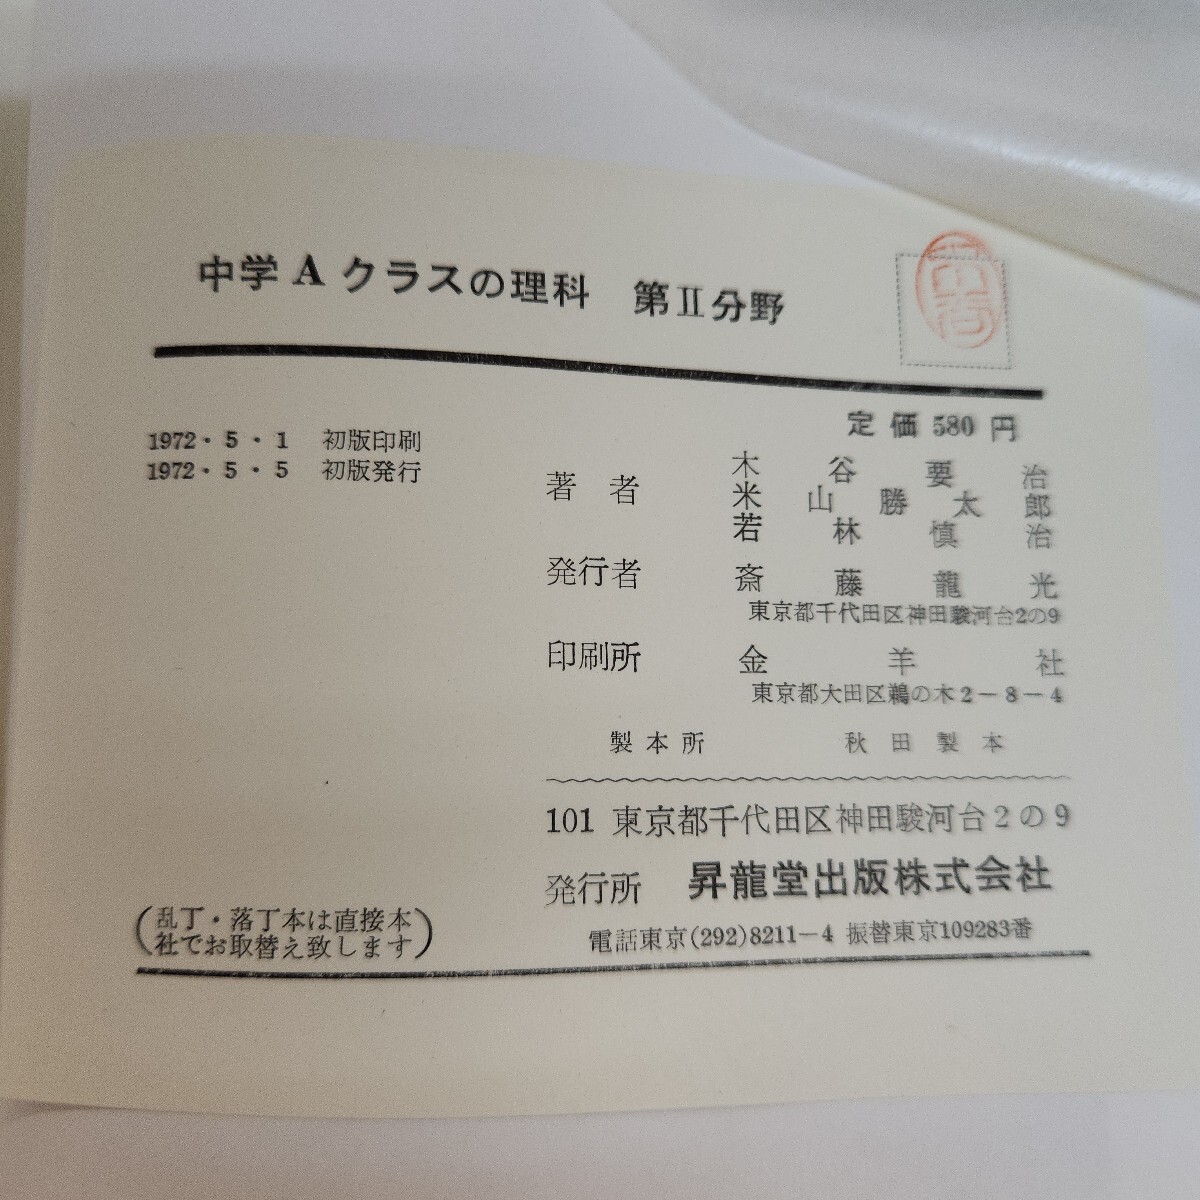 中学Aクラスの理科　第II分野
1972・5・1　初版印刷
1972・5・5　初版発行
定価 580 円
著者　木谷要治
米山勝太郎
若林慎治
発行者　斎藤龍光
東京都千代田区神田駿河台2の9
印刷所　金羊社
東京都大田区鵜の木2－8－4
製本所　秋田製本
101 東京都千代田区神田駿河台2の9
発行所　昇龍堂出版株式会社
電話東京(292)8211－4 振替東京109283番
(乱丁・落丁本は直接本
社でお取替え致します)